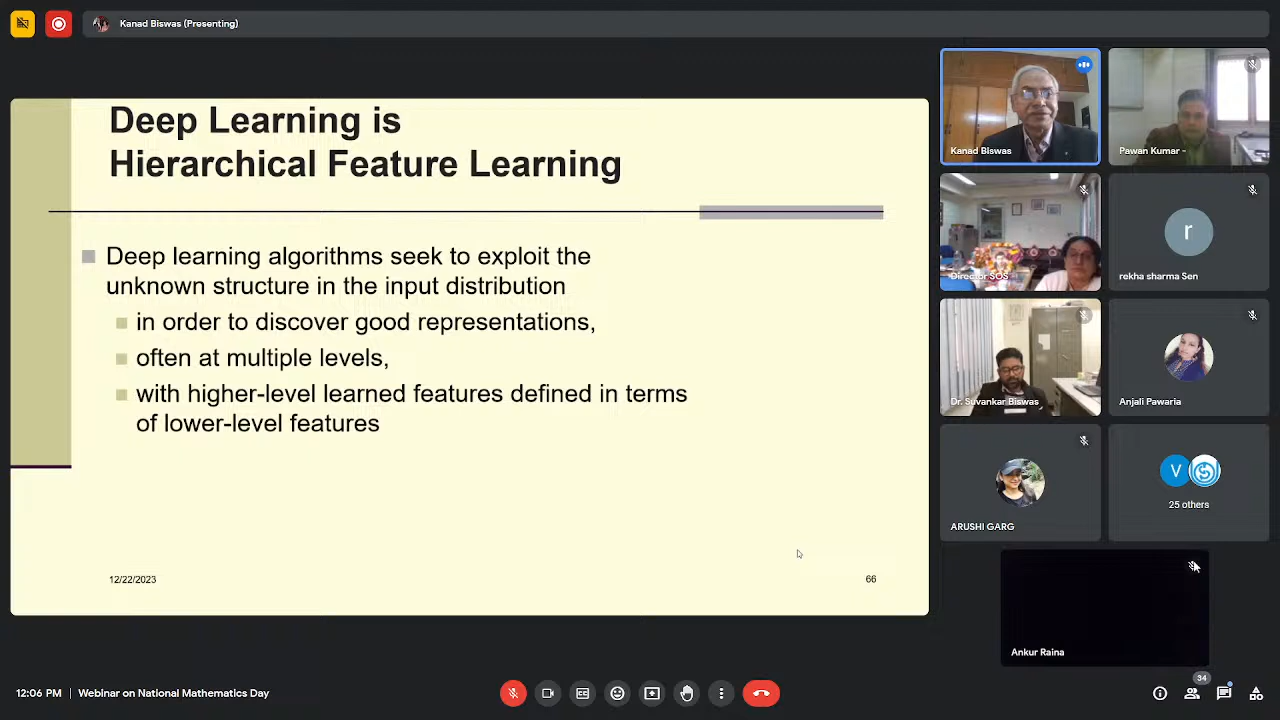 Kanad Biswas (Presenting)
Deep Learning is
Hierarchical Feature Learning
Deep learning algorithms seek to exploit the
unknown structure in the input distribution
in order to discover good representations,
often at multiple levels,
with higher-level learned features defined in terms
of lower-level features
12/22/2023
66
Kanad Biswas
Pawan Kumar -
Director SOS
r
rekha sharma Sen
Dr. Suvankar Biswas
Anjali Pawaria
ARUSHI GARG
V
25 others
Ankur Raina
12:06 PM | Webinar on National Mathematics Day
34